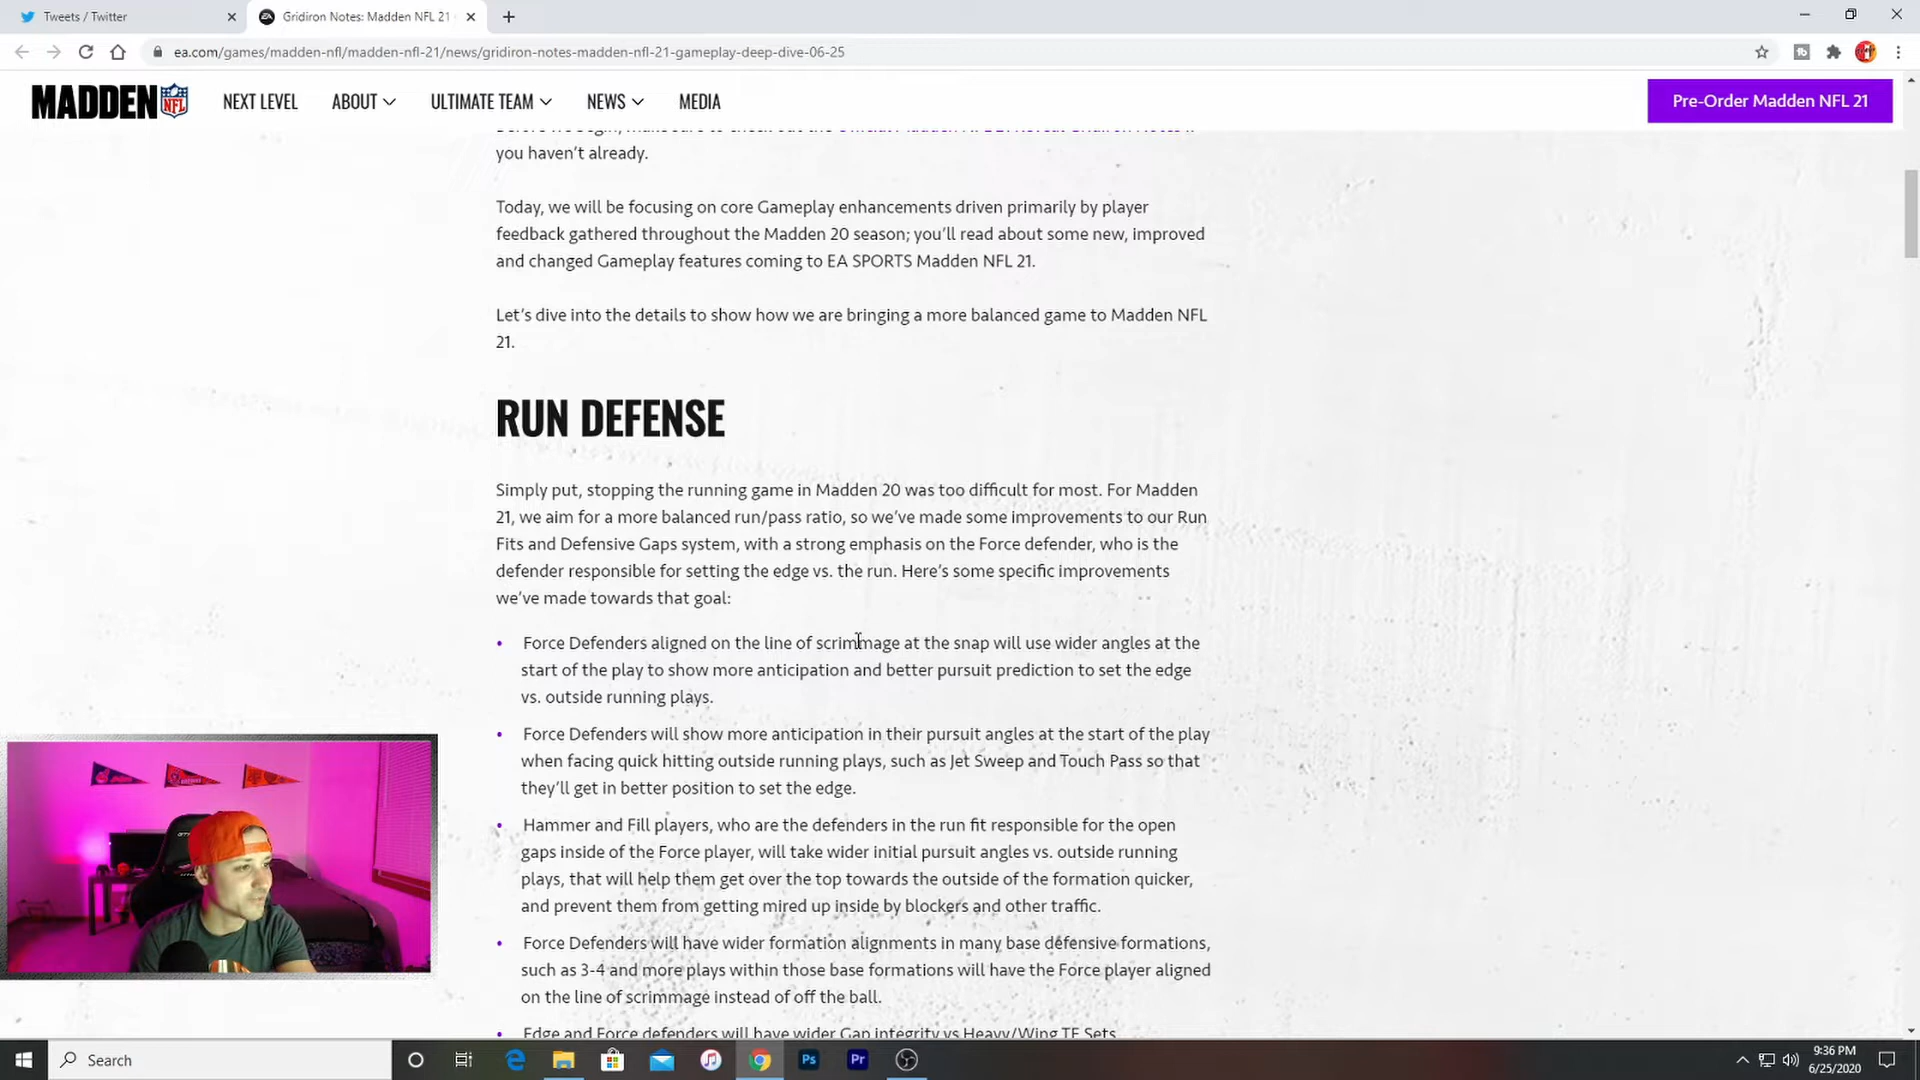 Tweets / Twitter
Gridiron Notes: Madden NFL 21
ea.com/games/madden-nfl/madden-nfl-21/news/gridiron-notes-madden-nfl-21-gameplay-deep-dive-06-25
MADDEN NFL
NEXT LEVEL
ABOUT
ULTIMATE TEAM
NEWS
MEDIA
Pre-Order Madden NFL 21
you haven’t already.
Today, we will be focusing on core Gameplay enhancements driven primarily by player
feedback gathered throughout the Madden 20 season; you’ll read about some new, improved
and changed Gameplay features coming to EA SPORTS Madden NFL 21.
Let’s dive into the details to show how we are bringing a more balanced game to Madden NFL
21.
RUN DEFENSE
Simply put, stopping the running game in Madden 20 was too difficult for most. For Madden
21, we aim for a more balanced run/pass ratio, so we’ve made some improvements to our Run
Fits and Defensive Gaps system, with a strong emphasis on the Force defender, who is the
defender responsible for setting the edge vs. the run. Here’s some specific improvements
we’ve made towards that goal:
• Force Defenders aligned on the line of scrimmage at the snap will use wider angles at the
start of the play to show more anticipation and better pursuit prediction to set the edge
vs. outside running plays.
• Force Defenders will show more anticipation in their pursuit angles at the start of the play
when facing quick hitting outside running plays, such as Jet Sweep and Touch Pass so that
they’ll get in better position to set the edge.
• Hammer and Fill players, who are the defenders in the run fit responsible for the open
gaps inside of the Force player, will take wider initial pursuit angles vs. outside running
plays, that will help them get over the top towards the outside of the formation quicker,
and prevent them from getting mired up inside by blockers and other traffic.
• Force Defenders will have wider formation alignments in many base defensive formations,
such as 3-4 and more plays within those base formations will have the Force player aligned
on the line of scrimmage instead of off the ball.
• Edge and Force defenders will have wider Gap integrity vs Heavy/Wing TE Sets
Search
Ps
Pr
9:36 PM
6/25/2020